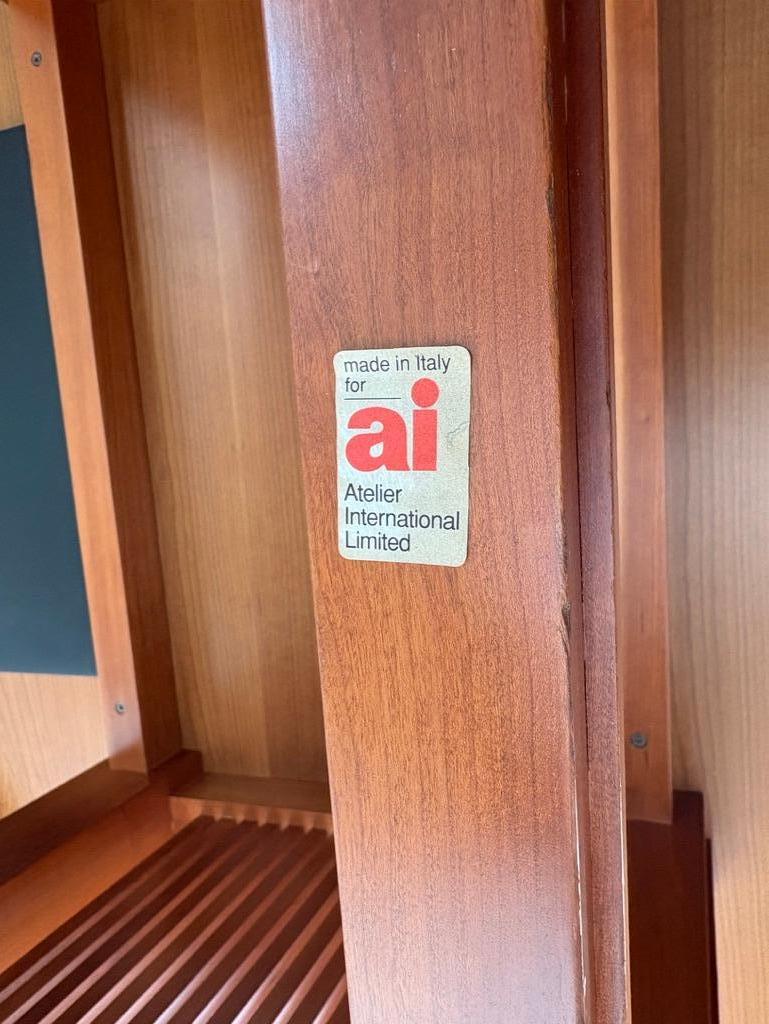 made in Italy
for
ai
Atelier
International
Limited